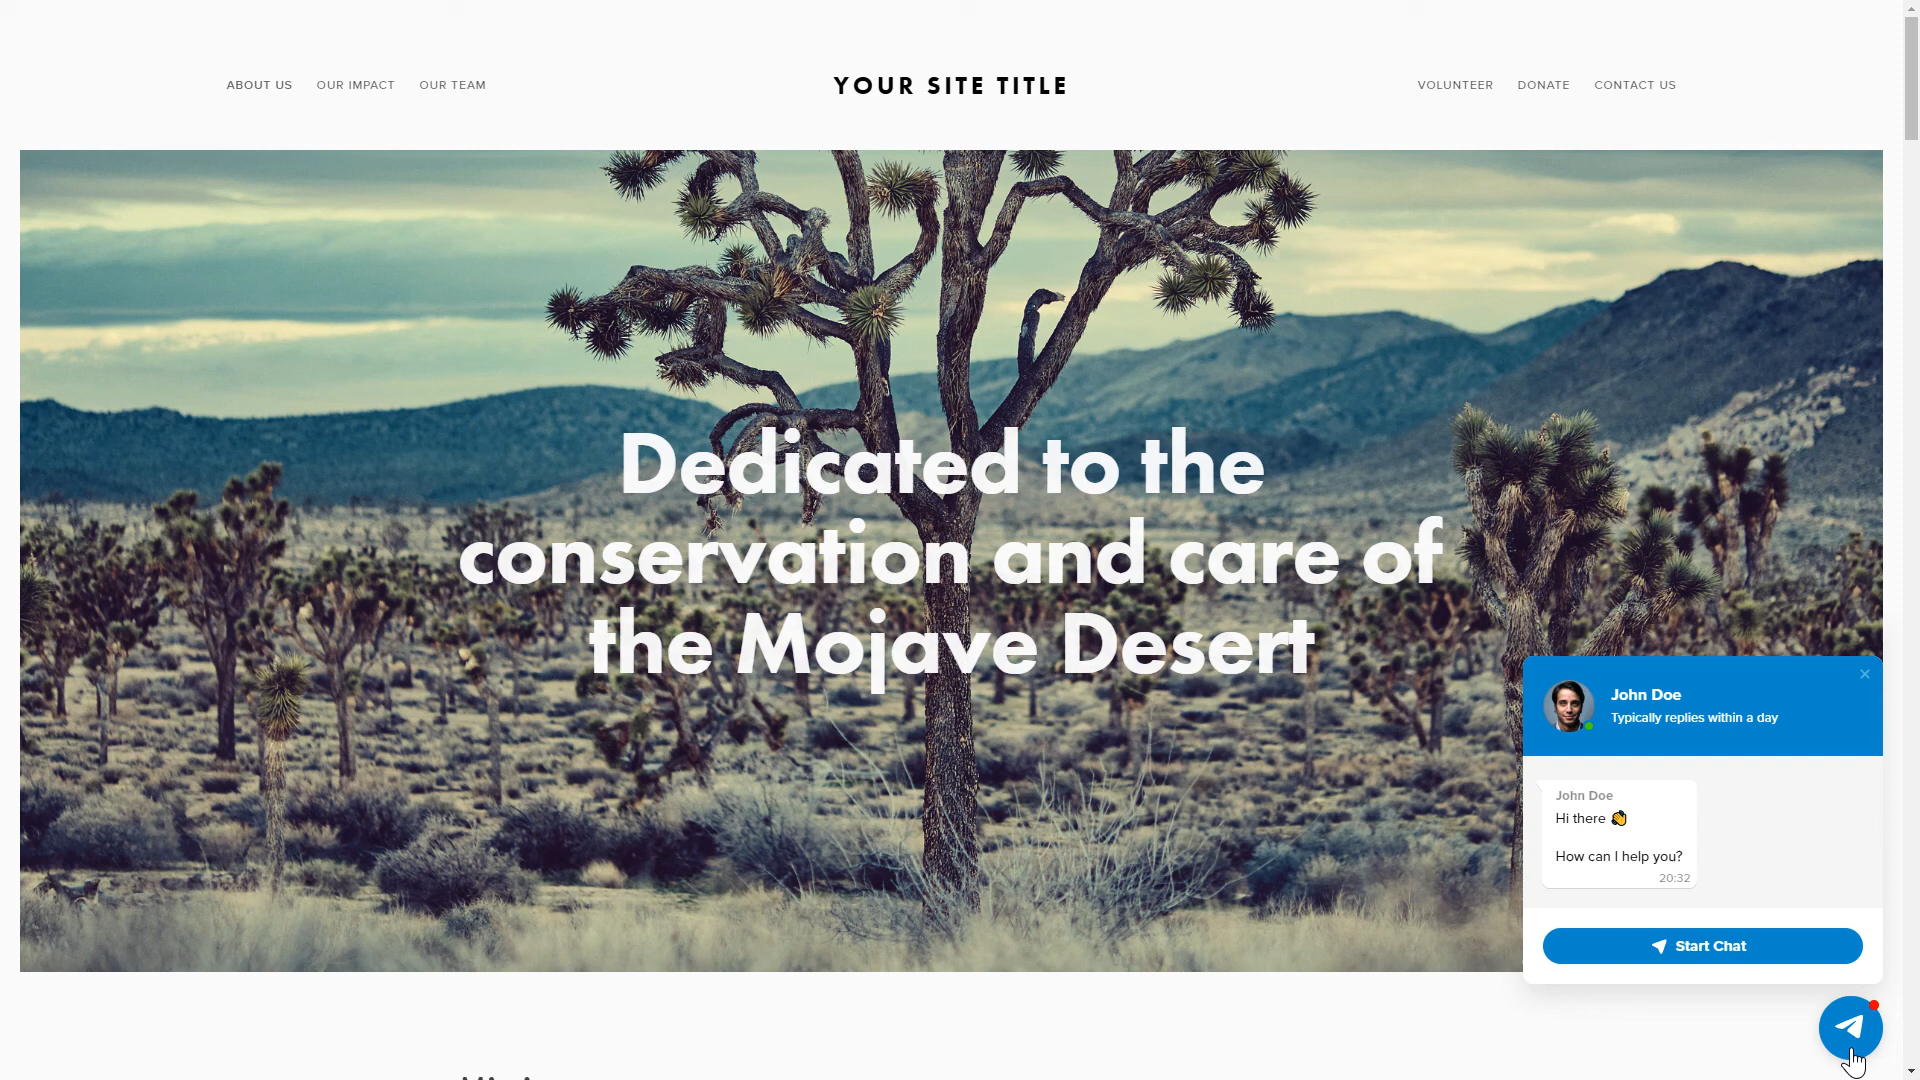 ABOUT US OUR IMPACT OUR TEAM
YOUR SITE TITLE
VOLUNTEER DONATE CONTACT US
Dedicated to the
conservation and care of
the Mojave Desert
John Doe
Typically replies within a day
John Doe
Hi there 👏
How can I help you?
20:32
Start Chat